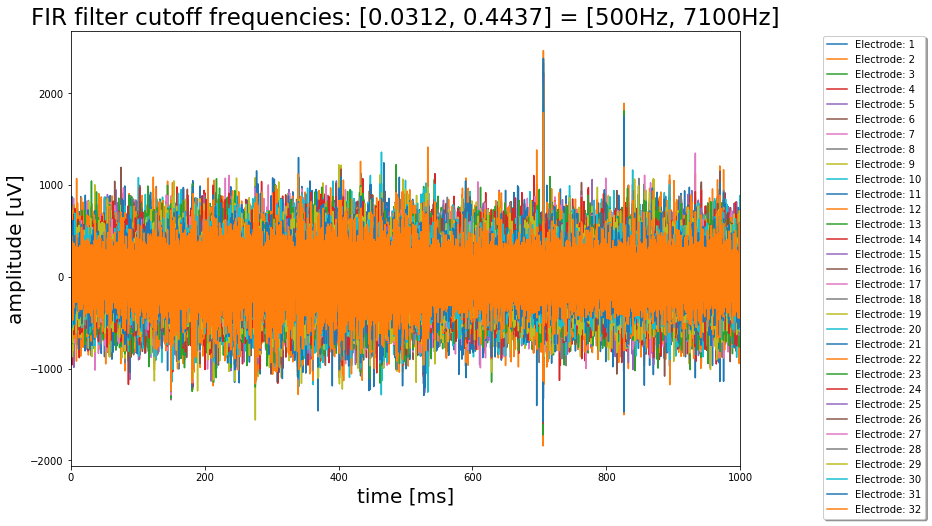 FIR filter cutoff frequencies: [0.0312, 0.4437] = [500Hz, 7100Hz]
amplitude [uV]
2000
1000
0
−1000
−2000
0 200 400 600 800 1000
time [ms]
Electrode: 1
Electrode: 2
Electrode: 3
Electrode: 4
Electrode: 5
Electrode: 6
Electrode: 7
Electrode: 8
Electrode: 9
Electrode: 10
Electrode: 11
Electrode: 12
Electrode: 13
Electrode: 14
Electrode: 15
Electrode: 16
Electrode: 17
Electrode: 18
Electrode: 19
Electrode: 20
Electrode: 21
Electrode: 22
Electrode: 23
Electrode: 24
Electrode: 25
Electrode: 26
Electrode: 27
Electrode: 28
Electrode: 29
Electrode: 30
Electrode: 31
Electrode: 32